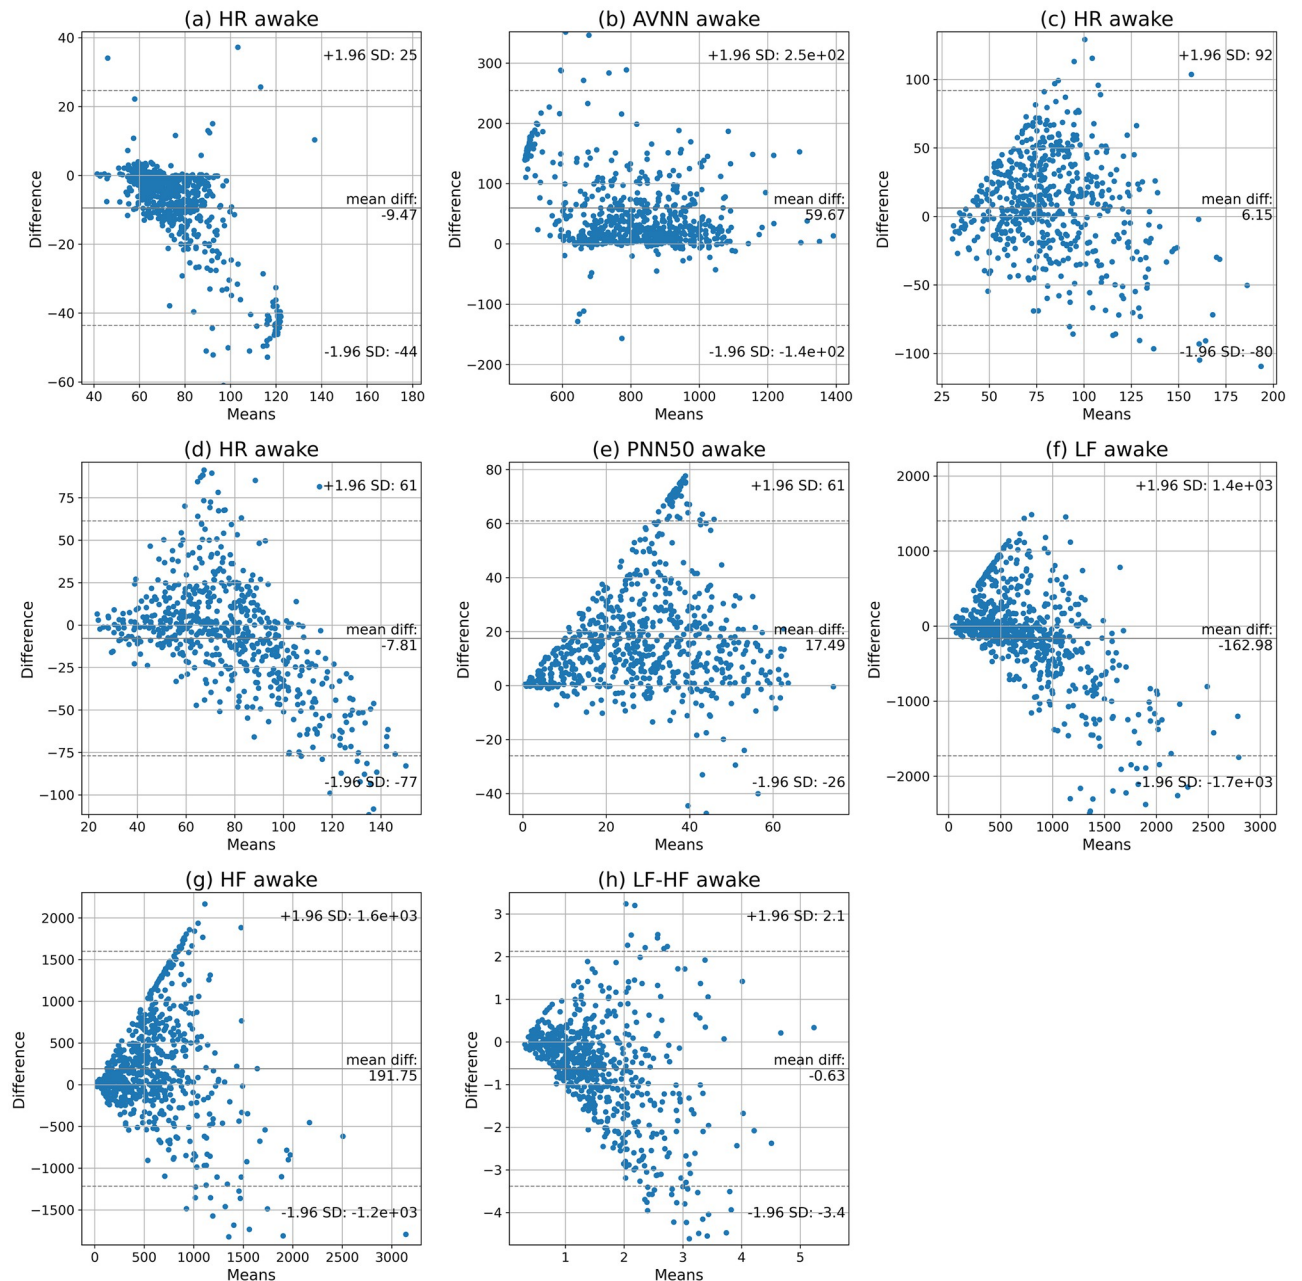 (a) HR awake
40
20
0
−20
−40
−60
Difference
+1.96 SD: 25
mean diff:
-9.47
-1.96 SD: -44
40 60 80 100 120 140 160 180
Means
(b) AVNN awake
300
200
100
0
−100
−200
Difference
+1.96 SD: 2.5e+02
mean diff:
59.67
-1.96 SD: -1.4e+02
600 800 1000 1200 1400
Means
(c) HR awake
100
50
0
−50
−100
Difference
+1.96 SD: 92
mean diff:
6.15
-1.96 SD: -80
25 50 75 100 125 150 175 200
Means
(d) HR awake
75
50
25
0
−25
−50
−75
−100
Difference
+1.96 SD: 61
mean diff:
-7.81
-1.96 SD: -77
20 40 60 80 100 120 140
Means
(e) PNN50 awake
80
60
40
20
0
−20
−40
Difference
+1.96 SD: 61
mean diff:
17.49
-1.96 SD: -26
0 20 40 60
Means
(f) LF awake
2000
1000
0
−1000
−2000
Difference
+1.96 SD: 1.4e+03
mean diff:
-162.98
-1.96 SD: -1.7e+03
0 500 1000 1500 2000 2500 3000
Means
(g) HF awake
2000
1500
1000
500
0
−500
−1000
−1500
Difference
+1.96 SD: 1.6e+03
mean diff:
191.75
-1.96 SD: -1.2e+03
0 500 1000 1500 2000 2500 3000
Means
(h) LF-HF awake
3
2
1
0
−1
−2
−3
−4
Difference
+1.96 SD: 2.1
mean diff:
-0.63
-1.96 SD: -3.4
1 2 3 4 5
Means